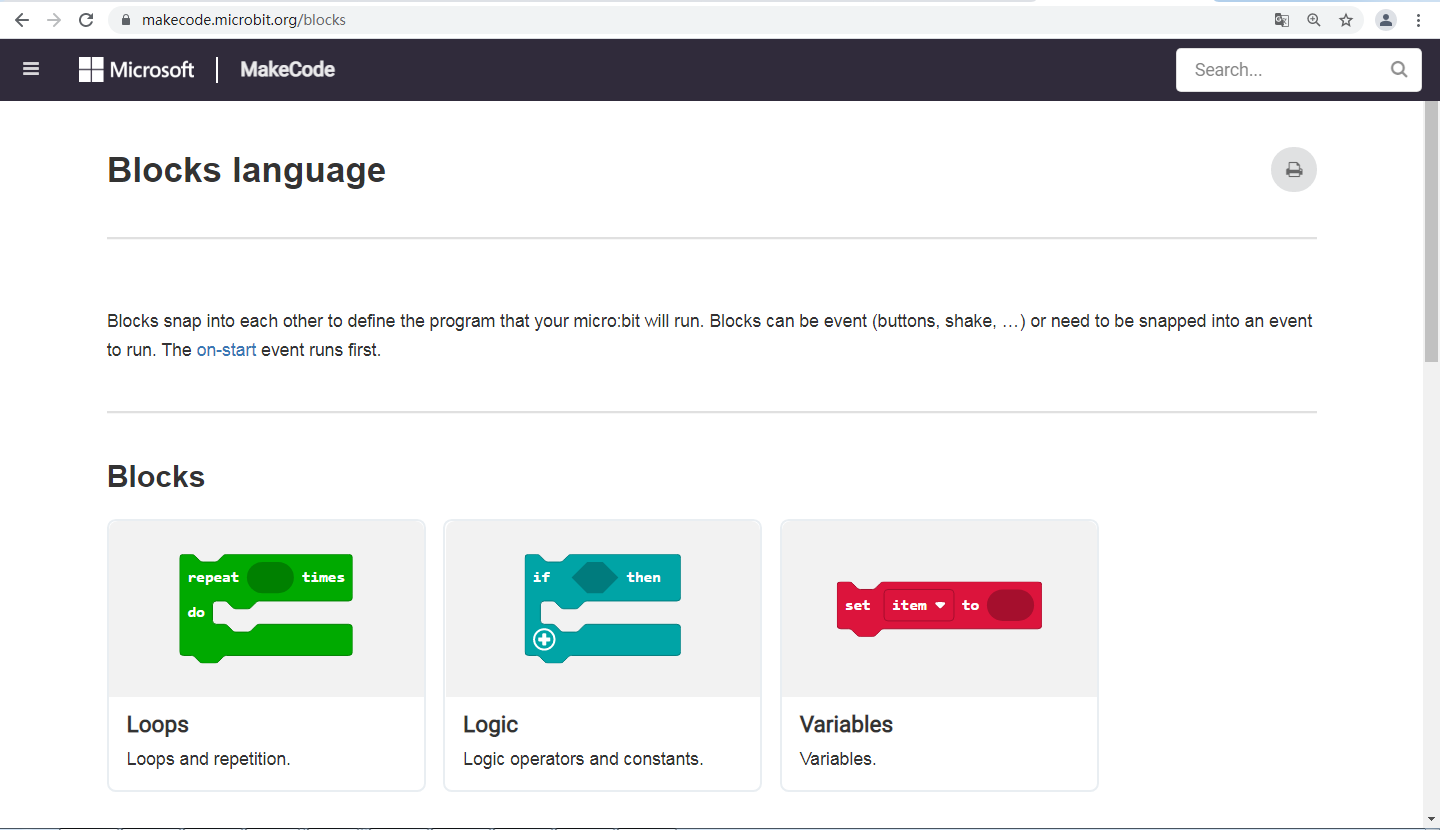 makecode.microbit.org/blocks
Microsoft | MakeCode
Search...
Blocks language
Blocks snap into each other to define the program that your micro:bit will run. Blocks can be event (buttons, shake, …) or need to be snapped into an event
to run. The on-start event runs first.
Blocks
repeat times
do
if then
set item to
Loops
Loops and repetition.
Logic
Logic operators and constants.
Variables
Variables.